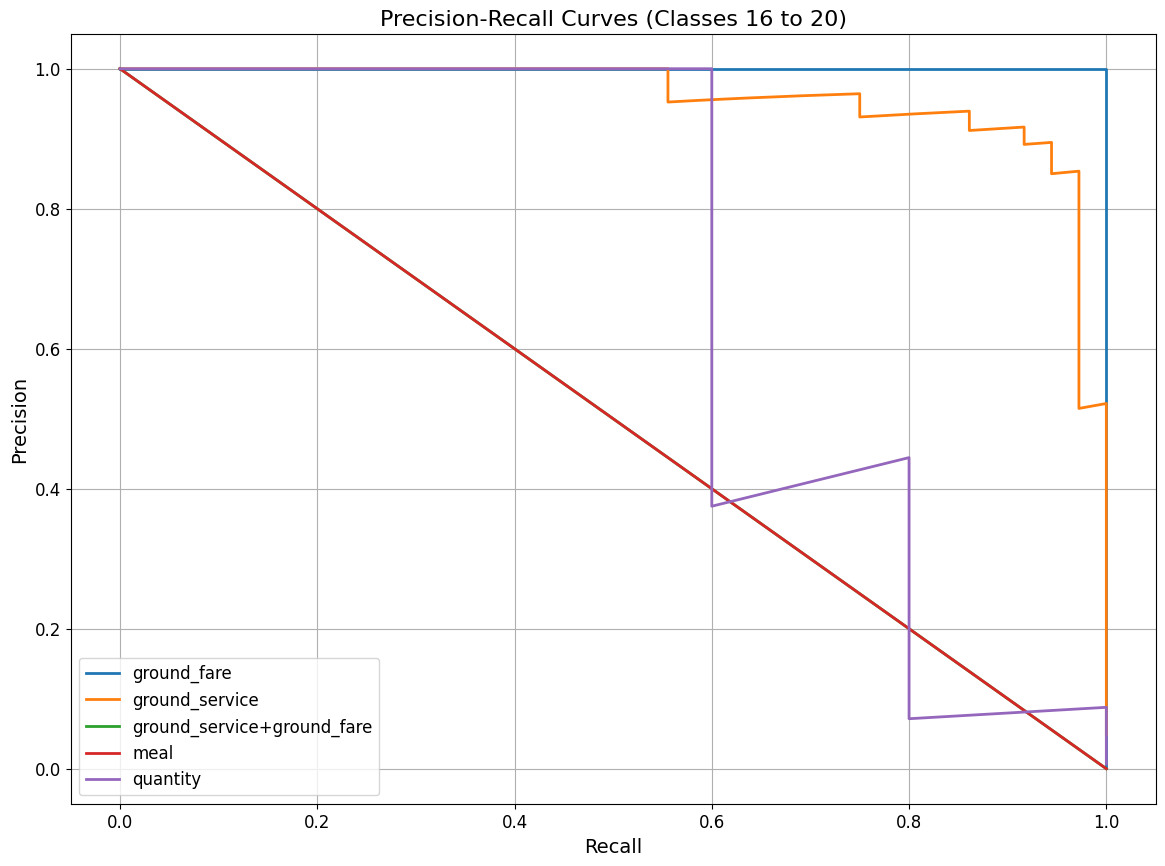 Precision-Recall Curves (Classes 16 to 20)
Precision
1.0
0.8
0.6
0.4
0.2
0.0
ground_fare
ground_service
ground_service+ground_fare
meal
quantity
0.0 0.2 0.4 0.6 0.8 1.0
Recall